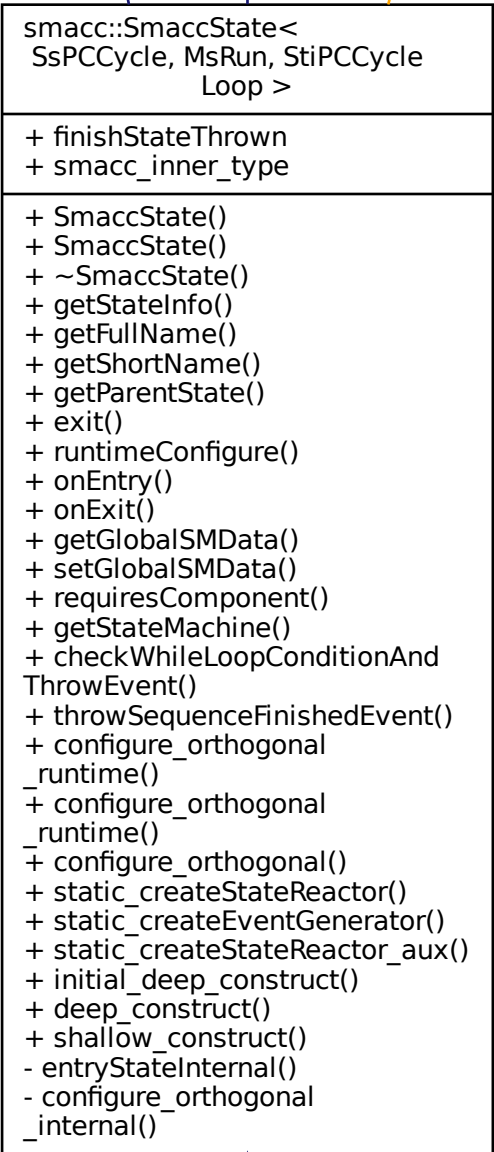 smacc::SmaccState<
SsPCCycle, MsRun, StiPCCycle
Loop >
+ finishStateThrown
+ smacc_inner_type
+ SmaccState()
+ SmaccState()
+ ~SmaccState()
+ getStateInfo()
+ getFullName()
+ getShortName()
+ getParentState()
+ exit()
+ runtimeConfigure()
+ onEntry()
+ onExit()
+ getGlobalSMData()
+ setGlobalSMData()
+ requiresComponent()
+ getStateMachine()
+ checkWhileLoopConditionAnd
ThrowEvent()
+ throwSequenceFinishedEvent()
+ configure_orthogonal
_runtime()
+ configure_orthogonal
_runtime()
+ configure_orthogonal()
+ static_createStateReactor()
+ static_createEventGenerator()
+ static_createStateReactor_aux()
+ initial_deep_construct()
+ deep_construct()
+ shallow_construct()
- entryStateInternal()
- configure_orthogonal
_internal()